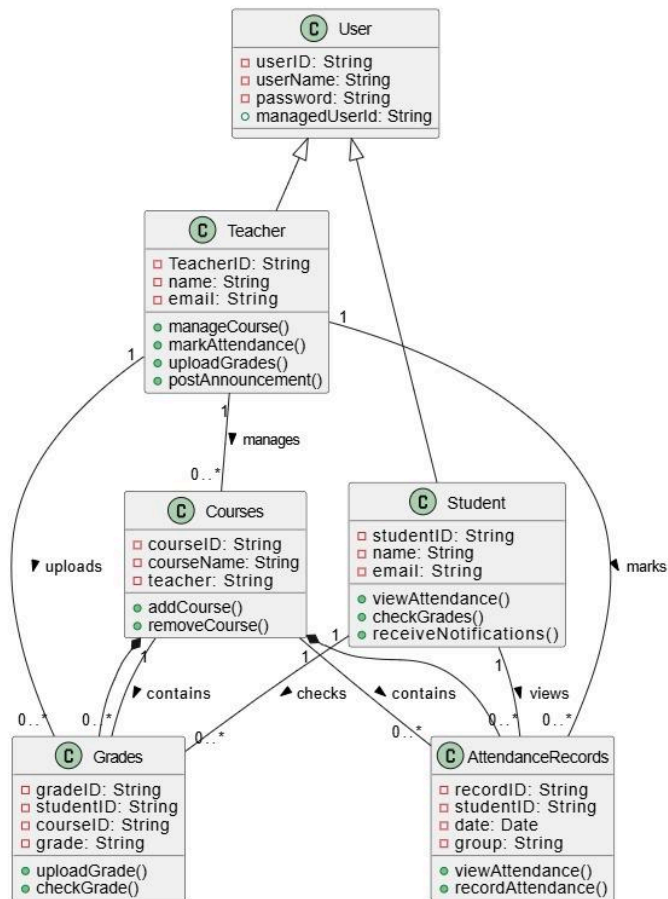 C User
userID: String
userName: String
password: String
managedUserId: String
C Teacher
TeacherID: String
name: String
email: String
manageCourse()
markAttendance()
uploadGrades()
postAnnouncement()
1
1
1
manages
0..*
C Courses
courseID: String
courseName: String
teacher: String
addCourse()
removeCourse()
C Student
studentID: String
name: String
email: String
viewAttendance()
checkGrades()
receiveNotifications()
uploads
marks
1
1
1
1
contains
checks
contains
views
0..*
0..*
0..*
0..*
0..*
0..*
C Grades
gradeID: String
studentID: String
courseID: String
grade: String
uploadGrade()
checkGrade()
C AttendanceRecords
recordID: String
studentID: String
date: Date
group: String
viewAttendance()
recordAttendance()